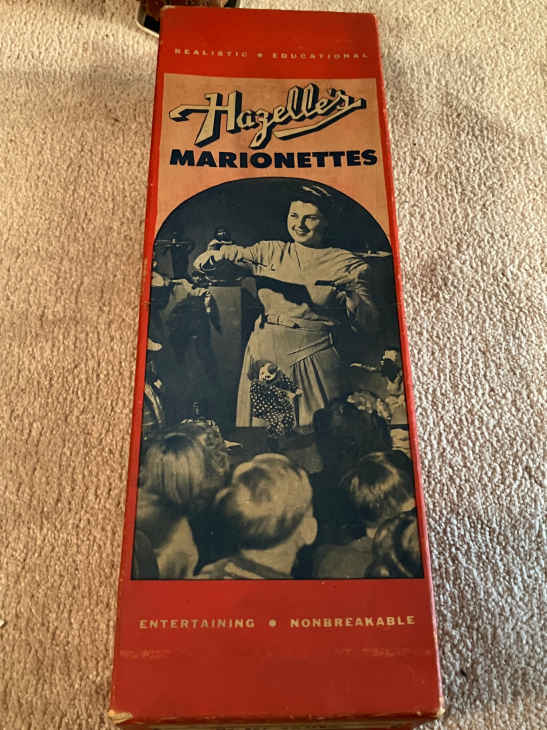 REALISTIC • EDUCATIONAL
Hazelle's
MARIONETTES
ENTERTAINING • NONBREAKABLE